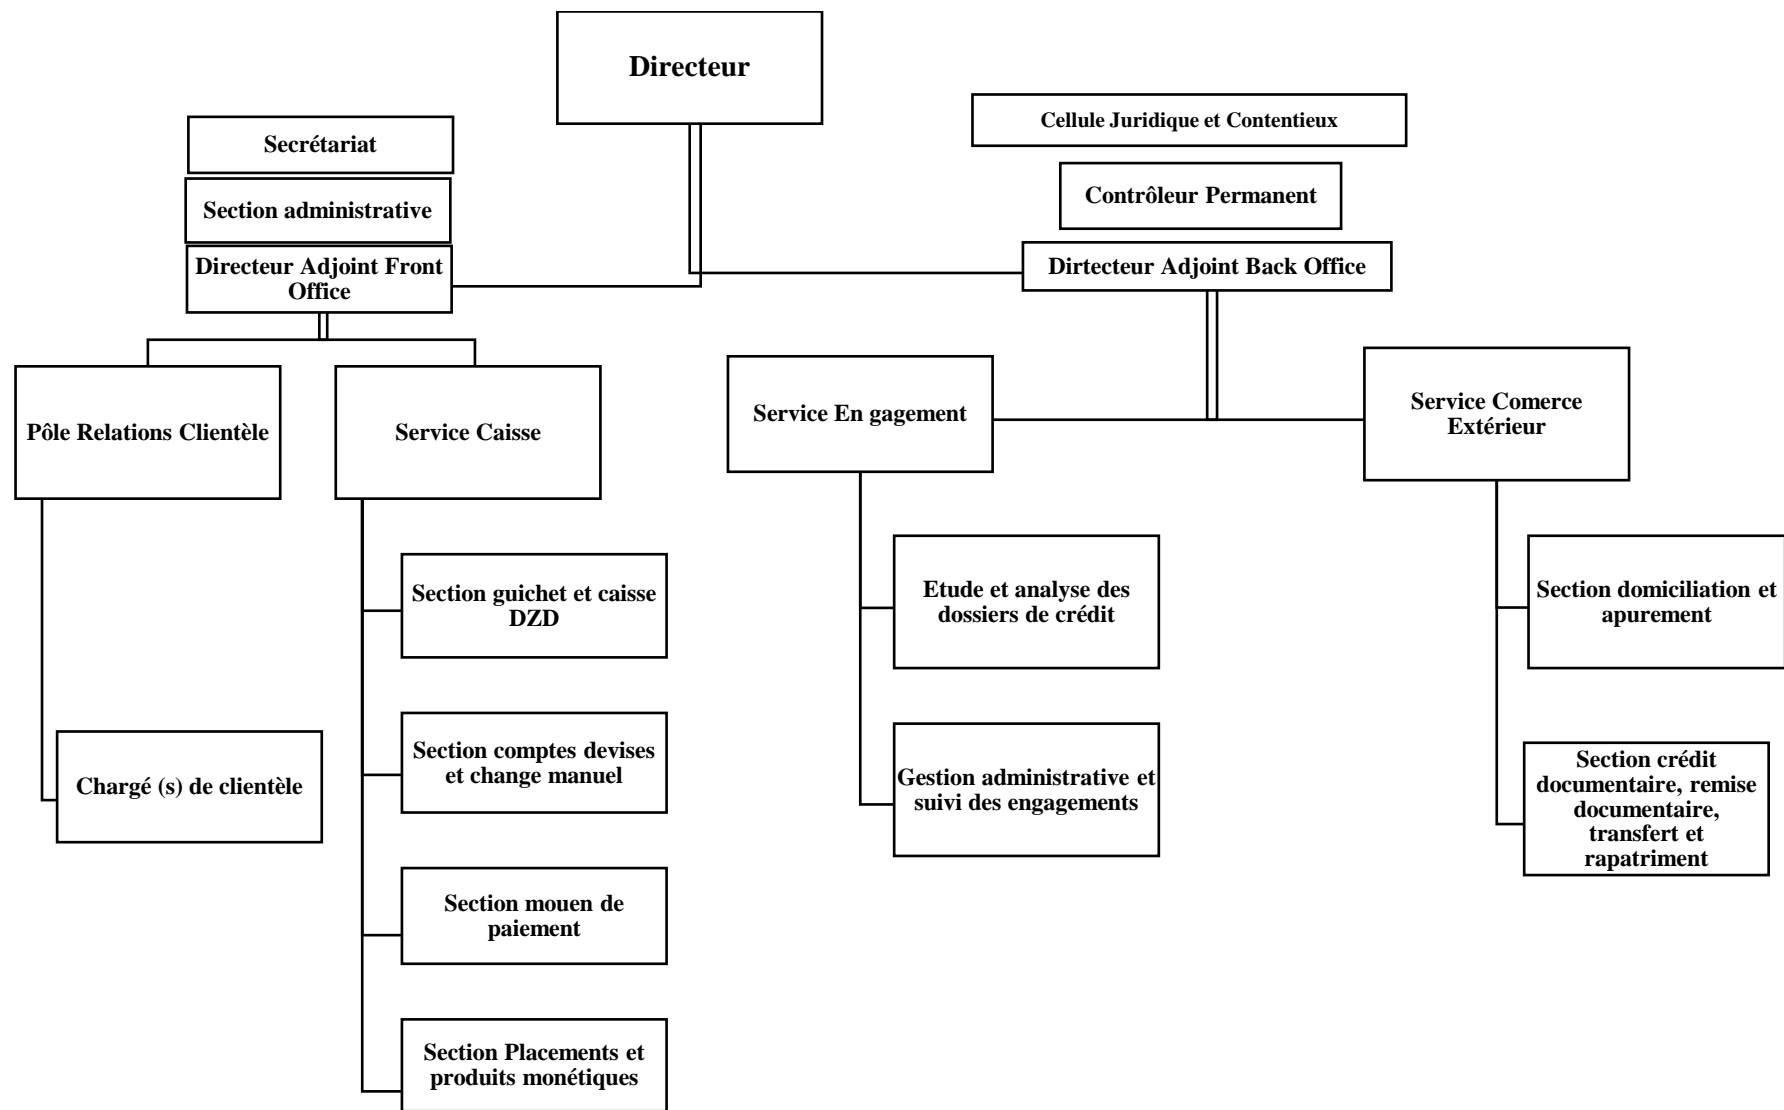 Directeur
Cellule Juridique et Contentieux
Secrétariat
Contrôleur Permanent
Section administrative
Directeur Adjoint Front
Office
Dirtecteur Adjoint Back Office
Pôle Relations Clientèle
Service Caisse
Service En gagement
Service Comerce
Extérieur
Section guichet et caisse
DZD
Etude et analyse des
dossiers de crédit
Section domiciliation et
apurement
Chargé (s) de clientèle
Section comptes devises
et change manuel
Gestion administrative et
suivi des engagements
Section crédit
documentaire, remise
documentaire,
transfert et
rapatriment
Section mouen de
paiement
Section Placements et
produits monétiques